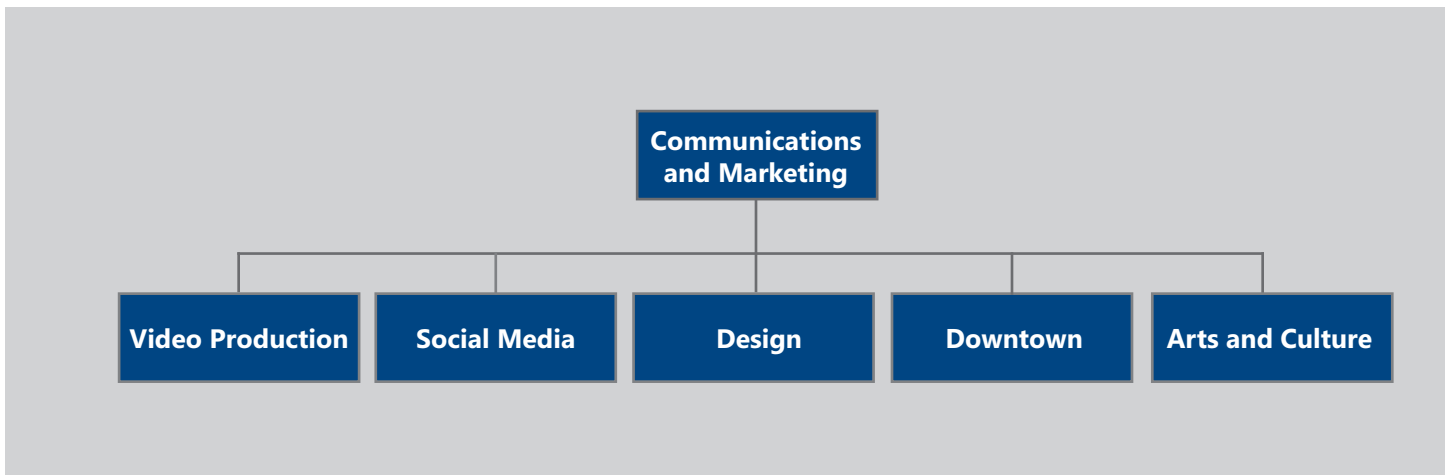 Communications
and Marketing
Video Production
Social Media
Design
Downtown
Arts and Culture